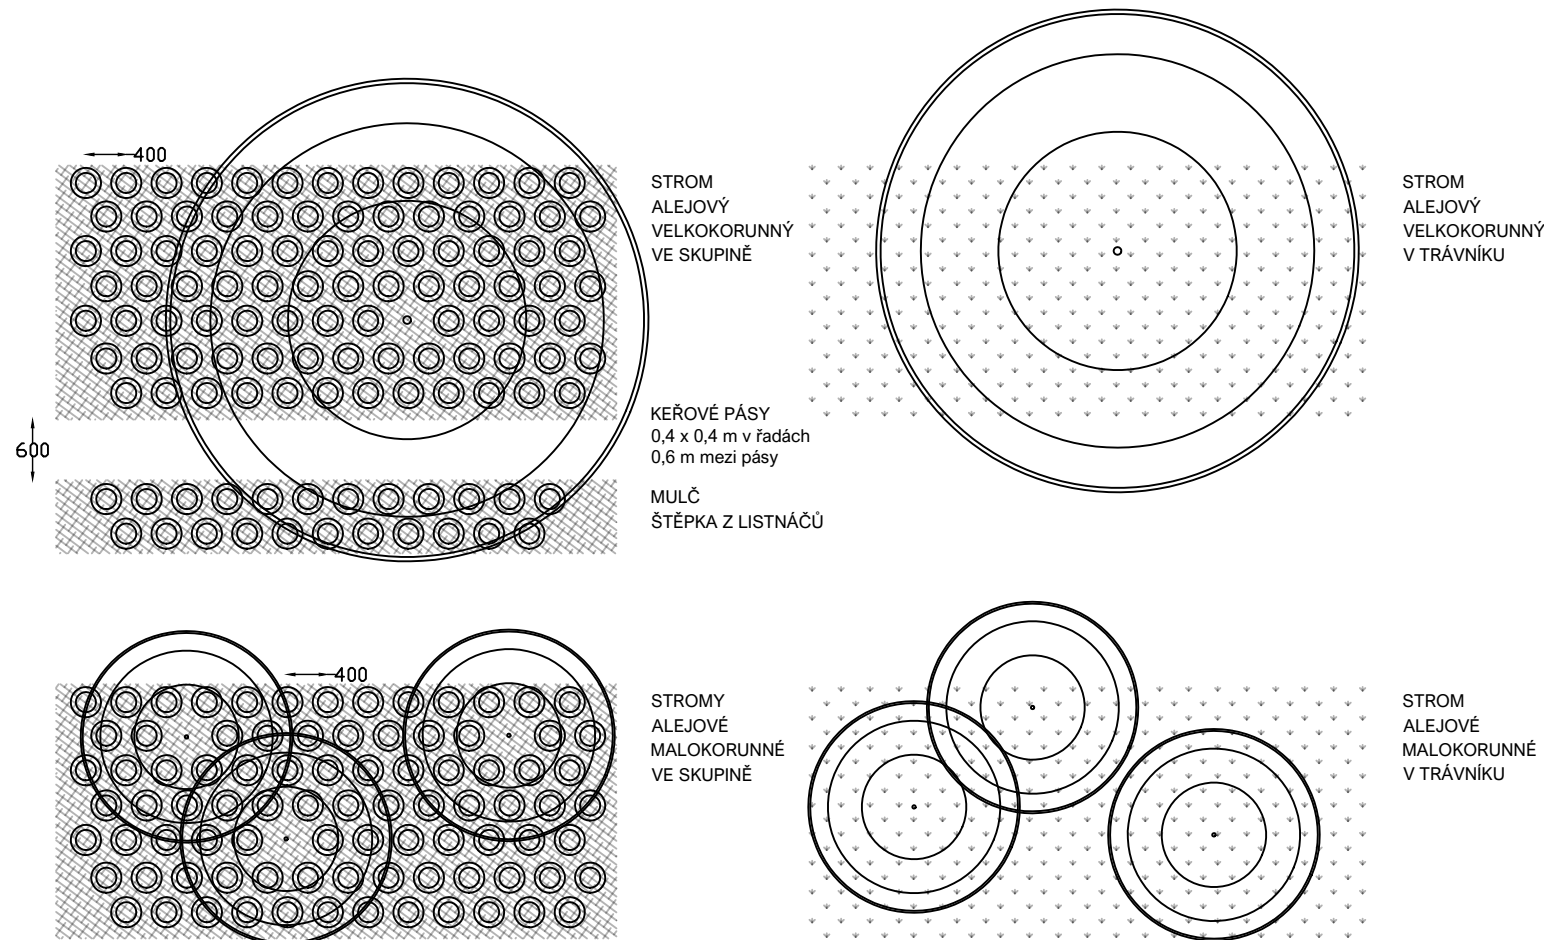 400
STROM
ALEJOVÝ
VELKOKORUNNÝ
VE SKUPINĚ
STROM
ALEJOVÝ
VELKOKORUNNÝ
V TRÁVNÍKU
600
KEŘOVÉ PÁSY
0,4 x 0,4 m v řadách
0,6 m mezi pásy
MULČ
ŠTĚPKA Z LISTNÁČŮ
400
STROMY
ALEJOVÉ
MALOKORUNNÉ
VE SKUPINĚ
STROM
ALEJOVÉ
MALOKORUNNÉ
V TRÁVNÍKU